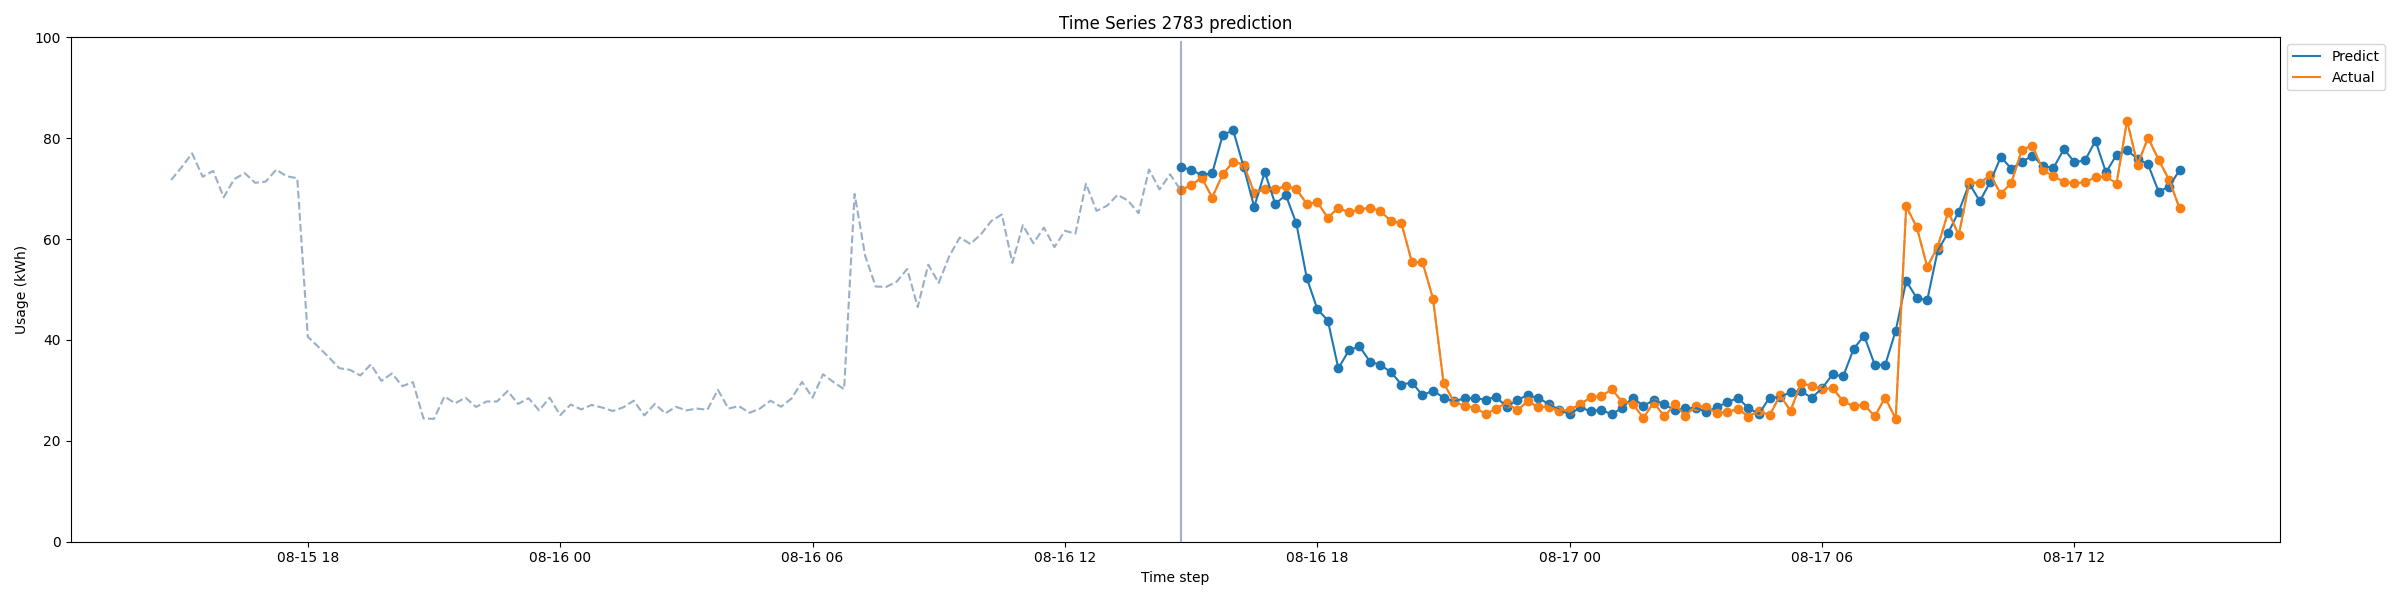 Time Series 2783 prediction
100
80
60
40
20
0
Usage (kWh)
08-15 18
08-16 00
08-16 06
08-16 12
08-16 18
08-17 00
08-17 06
08-17 12
Time step
Predict
Actual